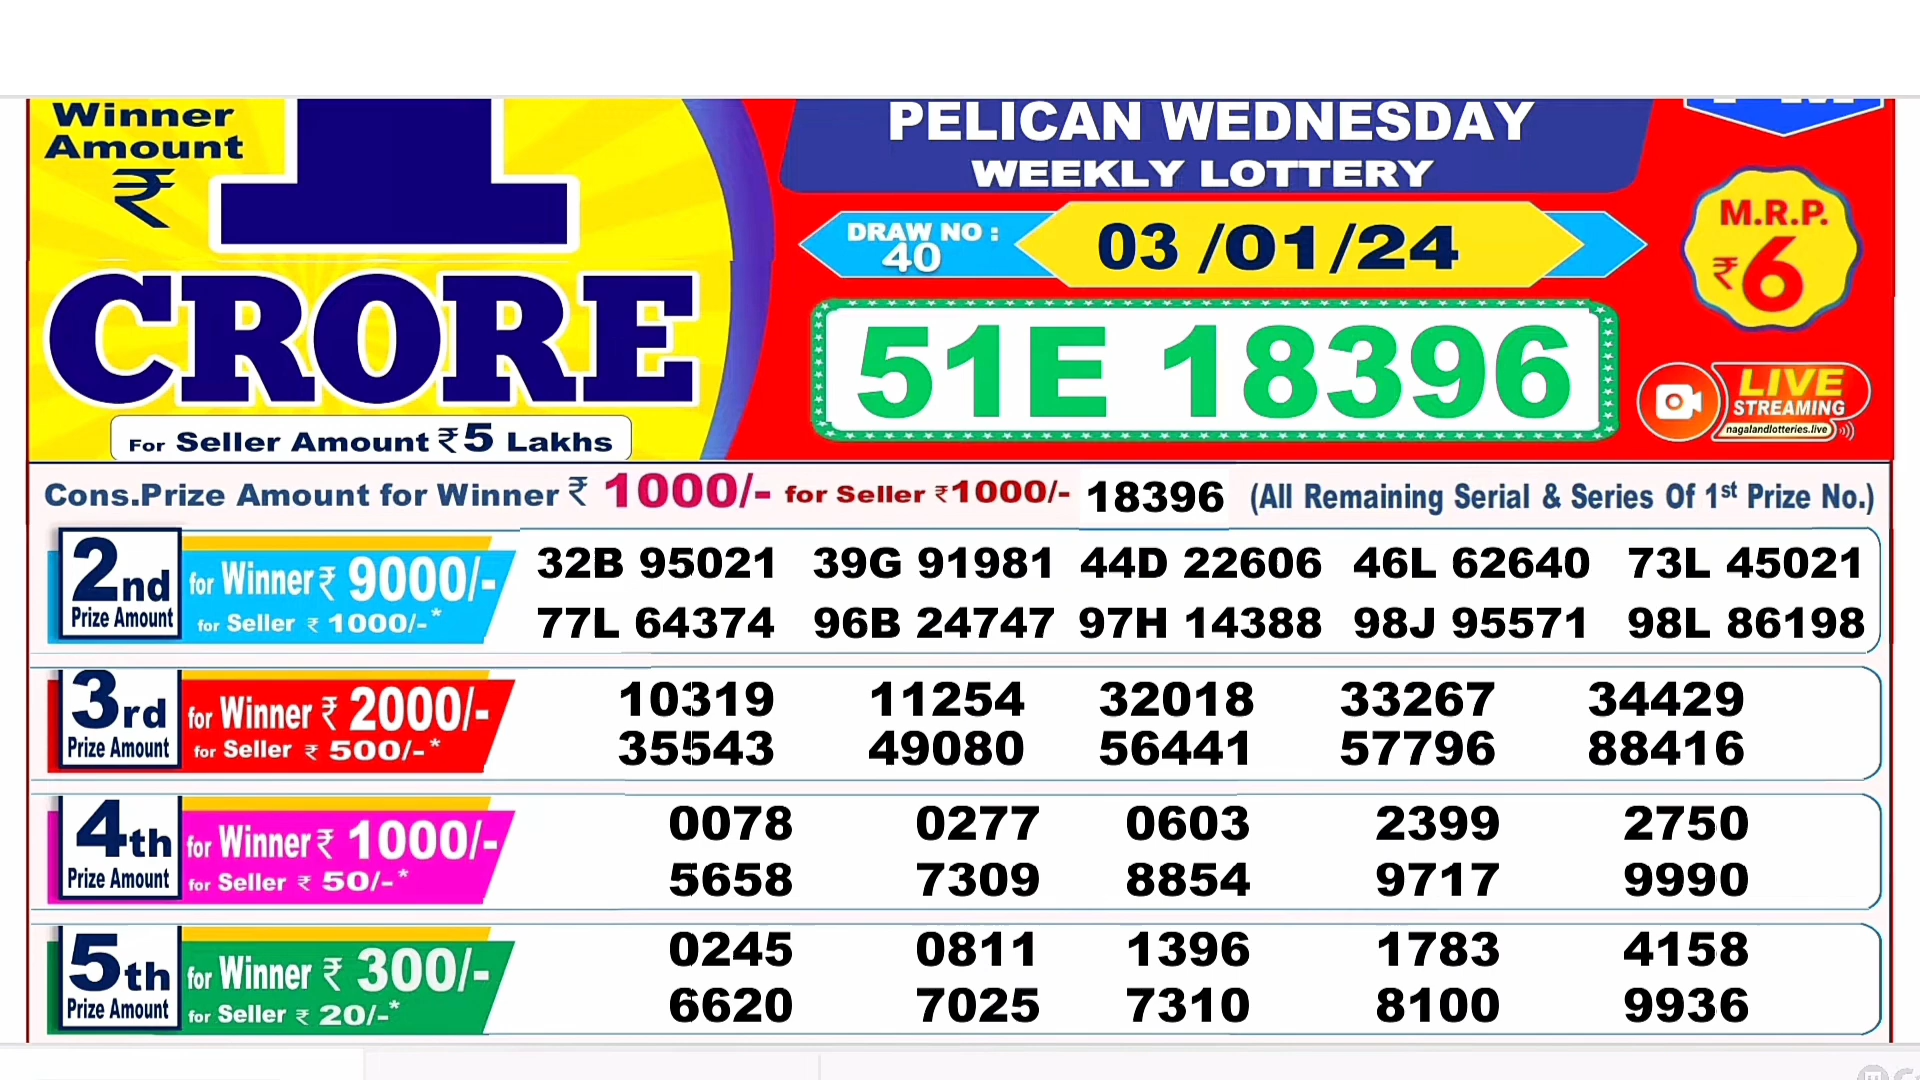 Winner
Amount
₹
1
CRORE
For Seller Amount ₹5 Lakhs
PELICAN WEDNESDAY
WEEKLY LOTTERY
DRAW NO :
40
03 /01/24
M.R.P.
₹6
51E 18396
LIVE
STREAMING
nagalandlotteries.live
Cons.Prize Amount for Winner ₹ 1000/- for Seller ₹1000/- 18396 (All Remaining Serial & Series Of 1st Prize No.)
2nd
Prize Amount
for Winner ₹ 9000/-
for Seller ₹ 1000/-*
32B 95021 39G 91981 44D 22606 46L 62640 73L 45021
77L 64374 96B 24747 97H 14388 98J 95571 98L 86198
3rd
Prize Amount
for Winner ₹ 2000/-
for Seller ₹ 500/-*
10319 11254 32018 33267 34429
35543 49080 56441 57796 88416
4th
Prize Amount
for Winner ₹ 1000/-
for Seller ₹ 50/-*
0078 0277 0603 2399 2750
5658 7309 8854 9717 9990
5th
Prize Amount
for Winner ₹ 300/-
for Seller ₹ 20/-*
0245 0811 1396 1783 4158
6620 7025 7310 8100 9936